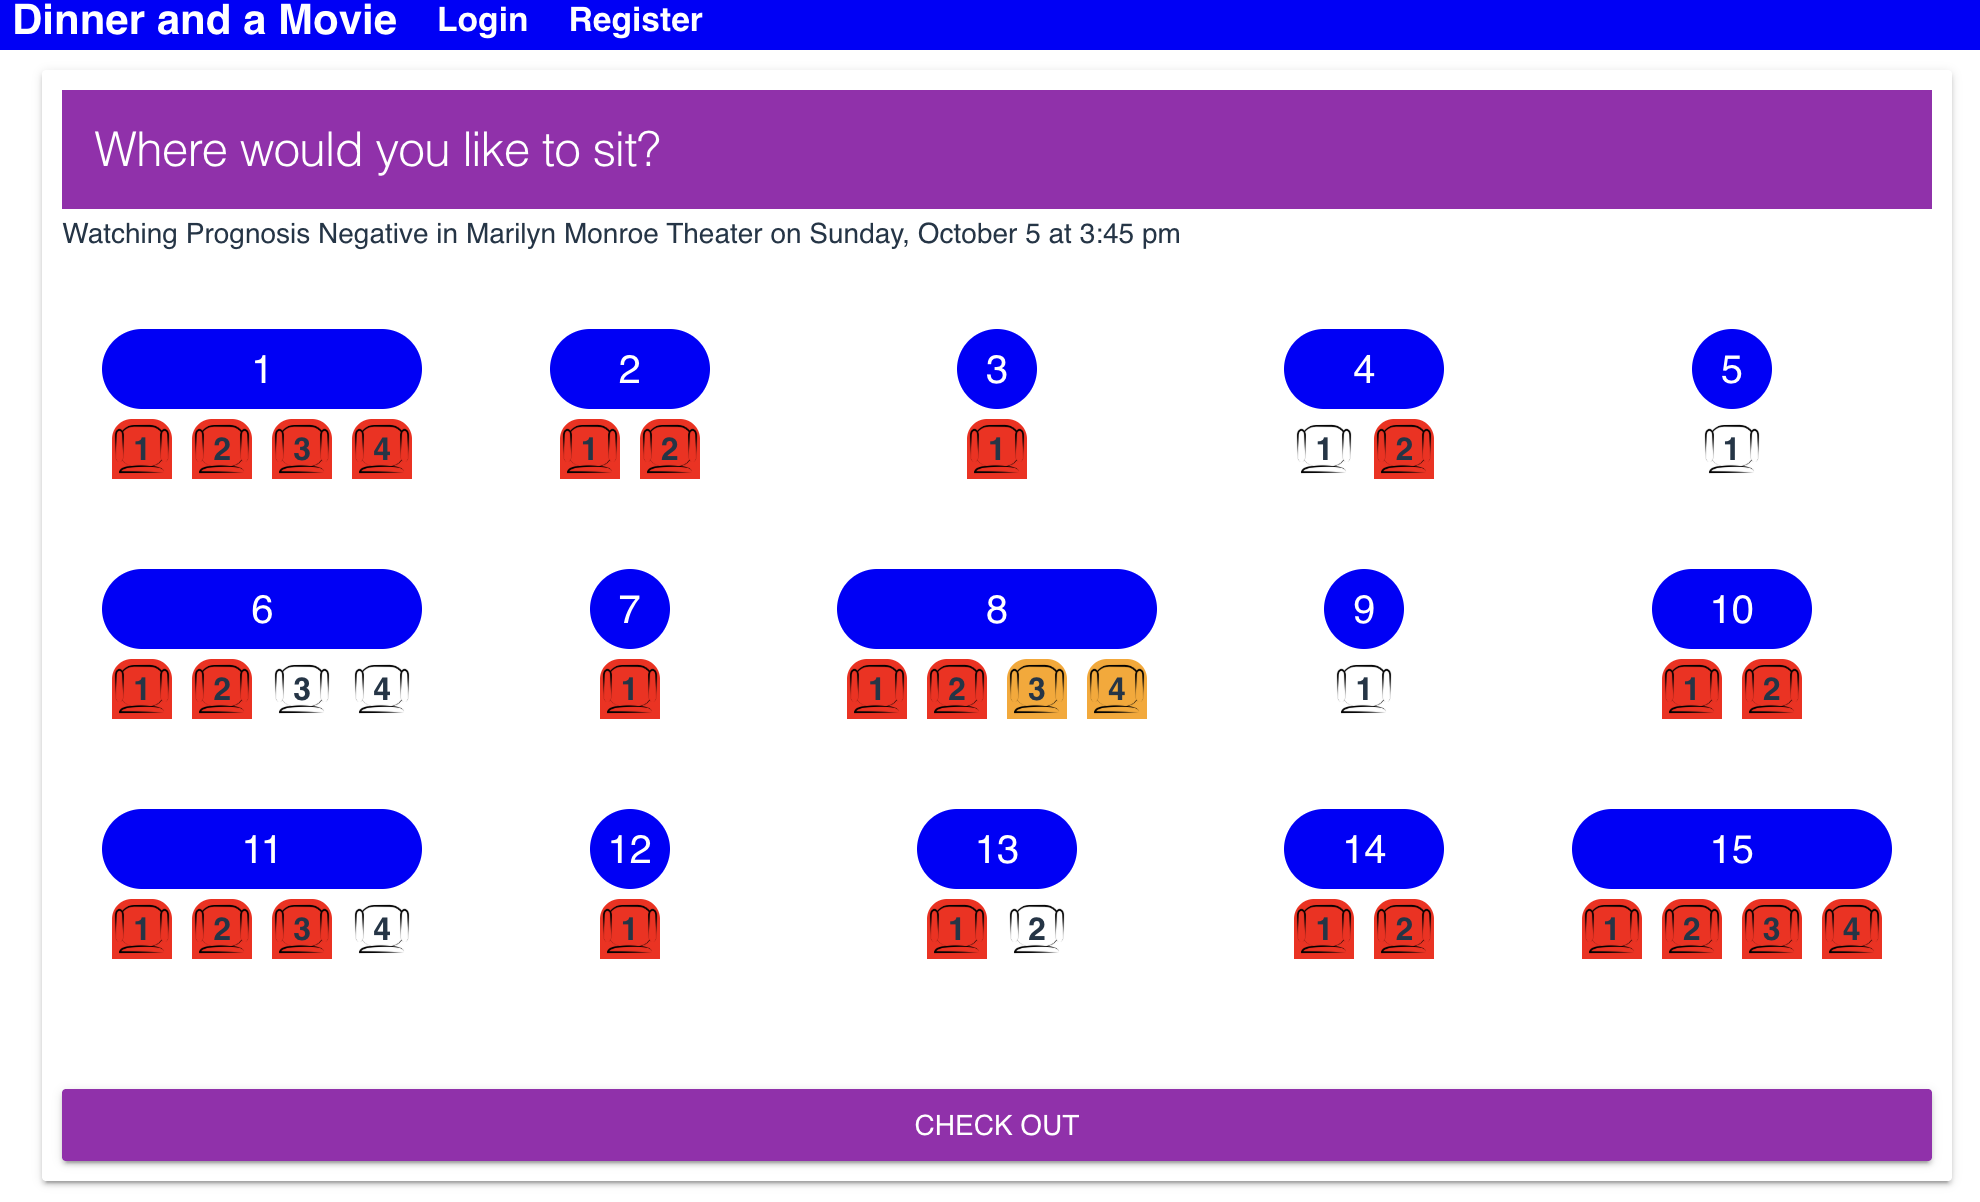 Dinner and a Movie Login Register
Where would you like to sit?
Watching Prognosis Negative in Marilyn Monroe Theater on Sunday, October 5 at 3:45 pm
1 2 3 4 5
1 2 3 4 1 2 1 1 2 1
6 7 8 9 10
1 2 3 4 1 1 2 3 4 1 1 2
11 12 13 14 15
1 2 3 4 1 1 2 1 2 1 2 3 4
CHECK OUT